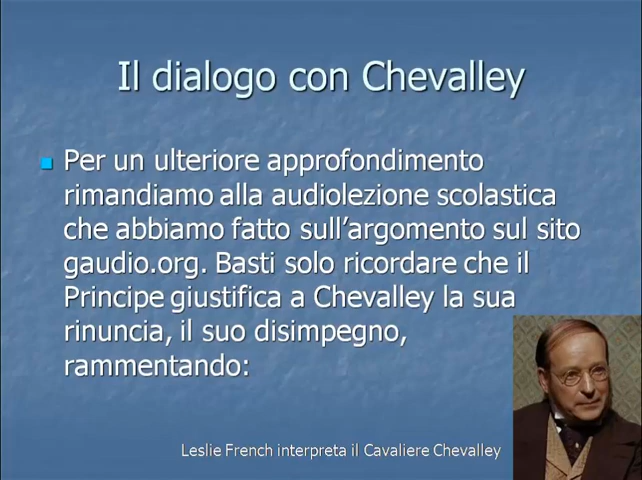 Il dialogo con Chevalley
Per un ulteriore approfondimento
rimandiamo alla audiolezione scolastica
che abbiamo fatto sull'argomento sul sito
gaudio.org. Basti solo ricordare che il
Principe giustifica a Chevalley la sua
rinuncia, il suo disimpegno,
rammentando:
Leslie French interpreta il Cavaliere Chevalley